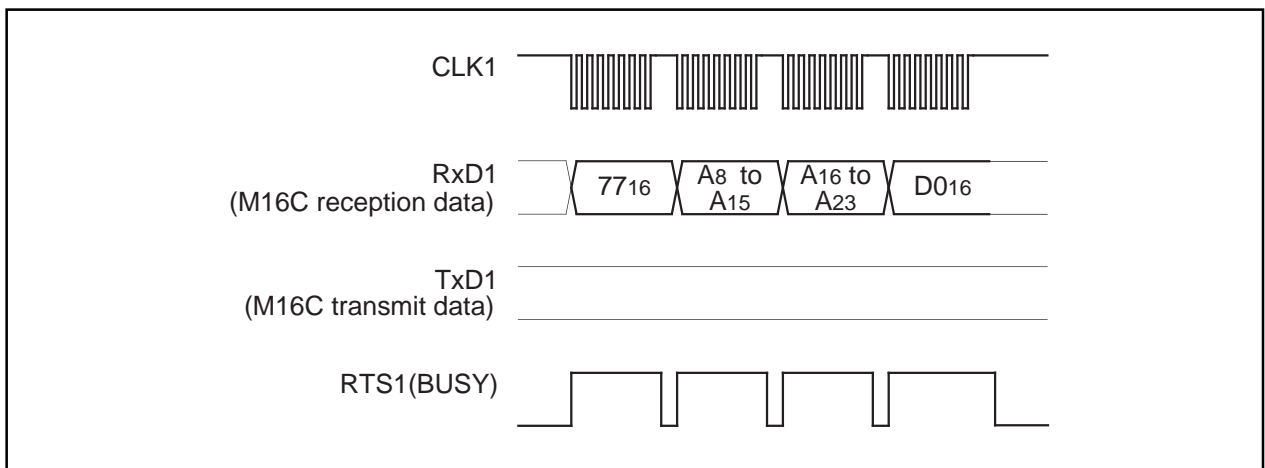 CLK1
RxD1
(M16C reception data)
7716
A8 to
A15
A16 to
A23
D016
TxD1
(M16C transmit data)
RTS1(BUSY)